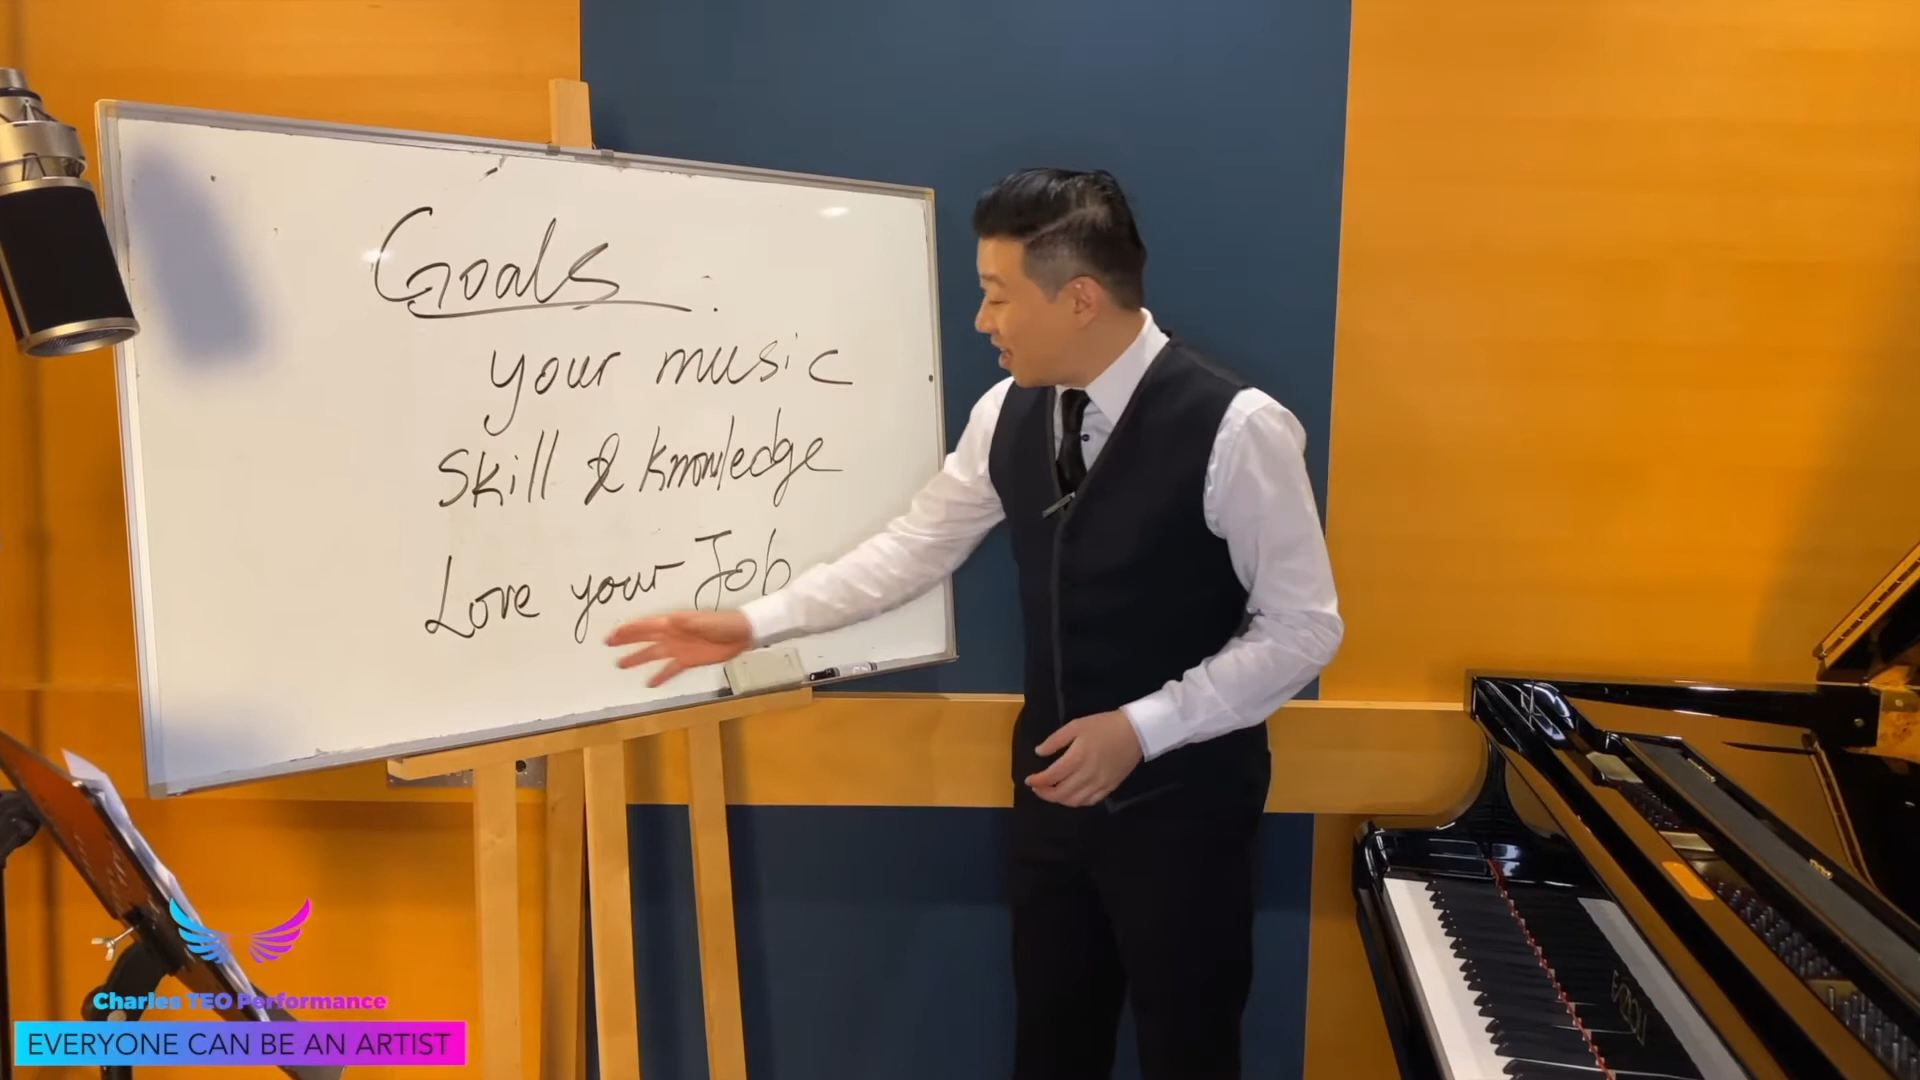 Goals :
your music
Skill & Knowledge
Love your Job
Charles TEO Performance
EVERYONE CAN BE AN ARTIST